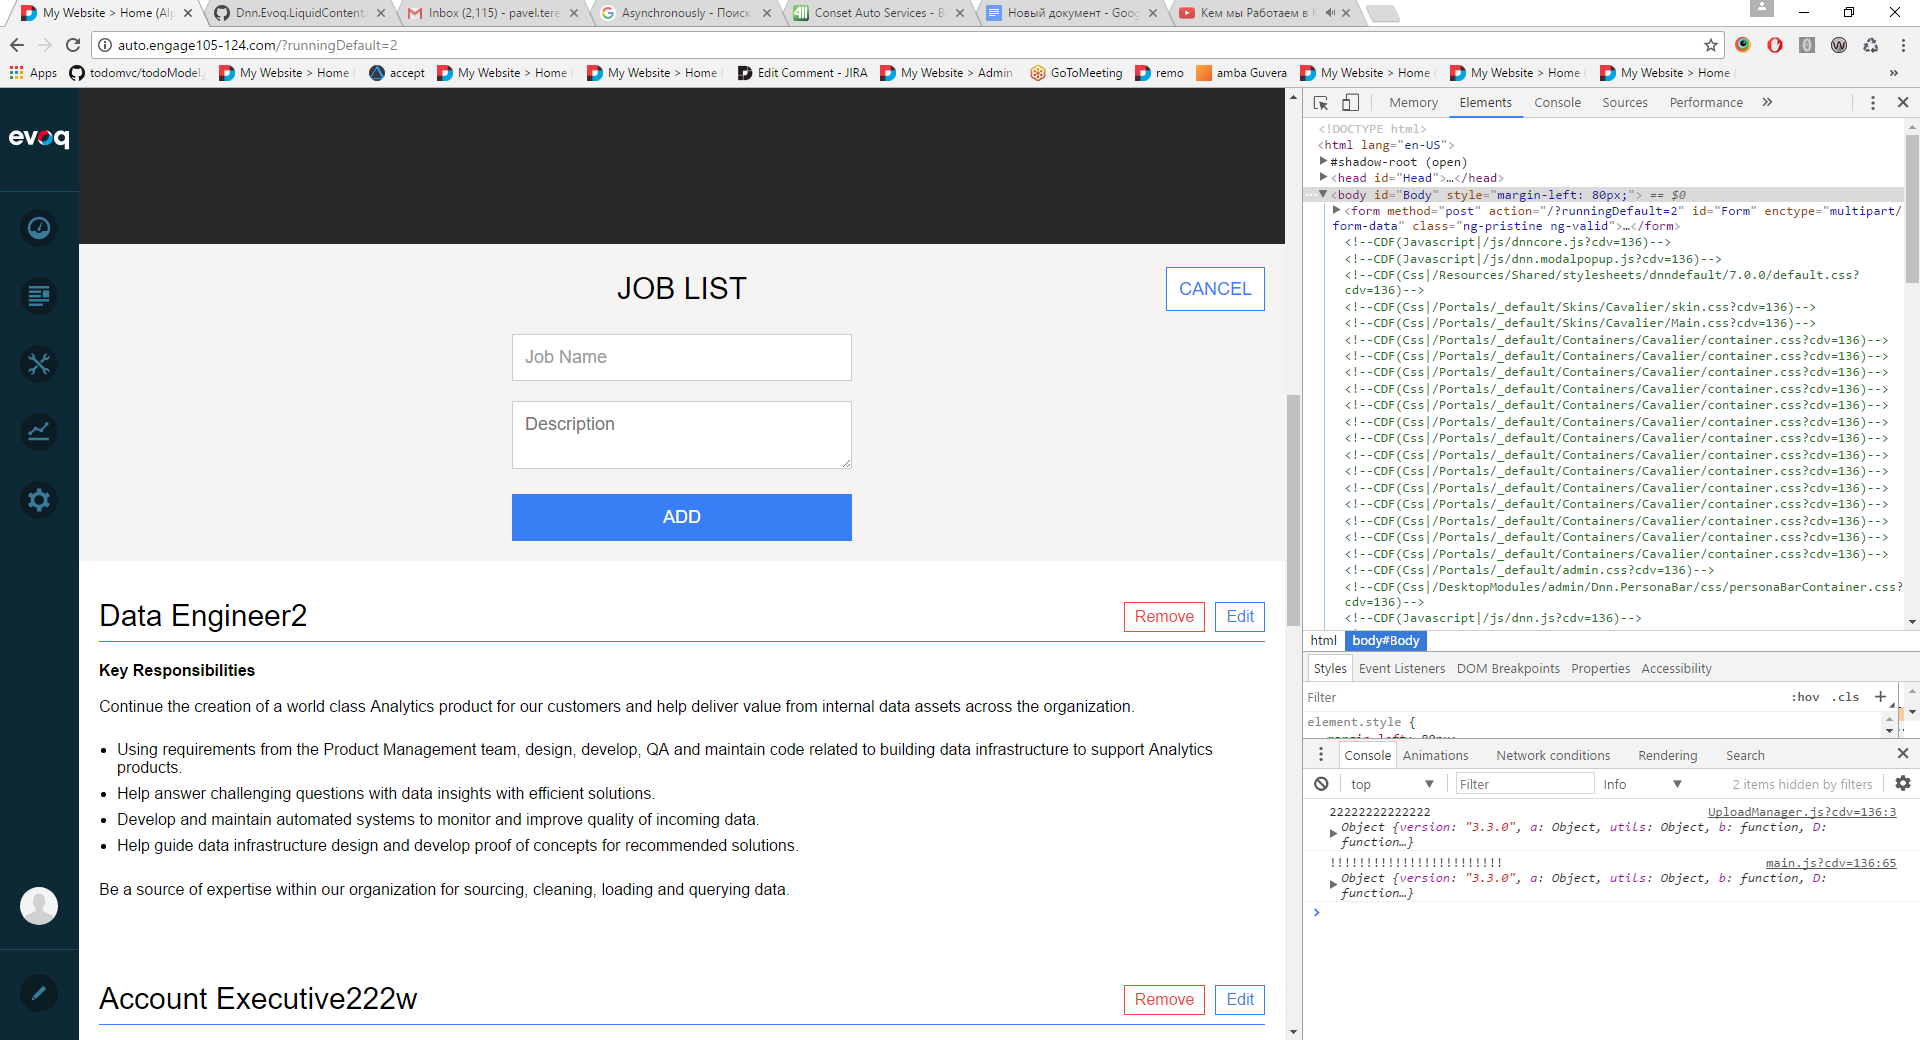 My Website > Home (Al
Dnn.Evoq.LiquidContent.
Inbox (2,115) - pavel.tere
Asynchronously - Поиск
Conset Auto Services - B
Новый документ - Goo
Кем мы Работаем в
auto.engage105-124.com/?runningDefault=2
Apps
todomvc/todoModel.j
My Website > Home
accept
My Website > Home
My Website > Home
Edit Comment - JIRA
My Website > Admin
GoToMeeting
remo
amba Guvera
My Website > Home
My Website > Home
My Website > Home
»
evoq
JOB LIST
CANCEL
Job Name
Description
ADD
Data Engineer2
Remove
Edit
Key Responsibilities
Continue the creation of a world class Analytics product for our customers and help deliver value from internal data assets across the organization.
• Using requirements from the Product Management team, design, develop, QA and maintain code related to building data infrastructure to support Analytics
products.
• Help answer challenging questions with data insights with efficient solutions.
• Develop and maintain automated systems to monitor and improve quality of incoming data.
• Help guide data infrastructure design and develop proof of concepts for recommended solutions.
Be a source of expertise within our organization for sourcing, cleaning, loading and querying data.
Account Executive222w
Remove
Edit
Memory Elements Console Sources Performance »
<!DOCTYPE html>
<html lang="en-US">
#shadow-root (open)
<head id="Head">…</head>
<body id="Body" style="margin-left: 80px;"> == $0
<form method="post" action="/?runningDefault=2" id="Form" enctype="multipart/
form-data" class="ng-pristine ng-valid">…</form>
<!--CDF(Javascript|/js/dnncore.js?cdv=136)-->
<!--CDF(Javascript|/js/dnn.modalpopup.js?cdv=136)-->
<!--CDF(Css|/Resources/Shared/stylesheets/dnndefault/7.0.0/default.css?
cdv=136)-->
<!--CDF(Css|/Portals/_default/Skins/Cavalier/skin.css?cdv=136)-->
<!--CDF(Css|/Portals/_default/Skins/Cavalier/Main.css?cdv=136)-->
<!--CDF(Css|/Portals/_default/Containers/Cavalier/container.css?cdv=136)-->
<!--CDF(Css|/Portals/_default/Containers/Cavalier/container.css?cdv=136)-->
<!--CDF(Css|/Portals/_default/Containers/Cavalier/container.css?cdv=136)-->
<!--CDF(Css|/Portals/_default/Containers/Cavalier/container.css?cdv=136)-->
<!--CDF(Css|/Portals/_default/Containers/Cavalier/container.css?cdv=136)-->
<!--CDF(Css|/Portals/_default/Containers/Cavalier/container.css?cdv=136)-->
<!--CDF(Css|/Portals/_default/Containers/Cavalier/container.css?cdv=136)-->
<!--CDF(Css|/Portals/_default/Containers/Cavalier/container.css?cdv=136)-->
<!--CDF(Css|/Portals/_default/Containers/Cavalier/container.css?cdv=136)-->
<!--CDF(Css|/Portals/_default/Containers/Cavalier/container.css?cdv=136)-->
<!--CDF(Css|/Portals/_default/Containers/Cavalier/container.css?cdv=136)-->
<!--CDF(Css|/Portals/_default/Containers/Cavalier/container.css?cdv=136)-->
<!--CDF(Css|/Portals/_default/Containers/Cavalier/container.css?cdv=136)-->
<!--CDF(Css|/Portals/_default/Containers/Cavalier/container.css?cdv=136)-->
<!--CDF(Css|/Portals/_default/admin.css?cdv=136)-->
<!--CDF(Css|/DesktopModules/admin/Dnn.PersonaBar/css/personaBarContainer.css?
cdv=136)-->
<!--CDF(Javascript|/js/dnn.js?cdv=136)-->
html body#Body
Styles Event Listeners DOM Breakpoints Properties Accessibility
Filter :hov .cls +
element.style {
margin-left: 80px;
Console Animations Network conditions Rendering Search
top Filter Info 2 items hidden by filters
22222222222222 UploadManager.js?cdv=136:3
Object {version: "3.3.0", a: Object, utils: Object, b: function, D:
function…}
!!!!!!!!!!!!!!!!!!!!!!!! main.js?cdv=136:65
Object {version: "3.3.0", a: Object, utils: Object, b: function, D:
function…}